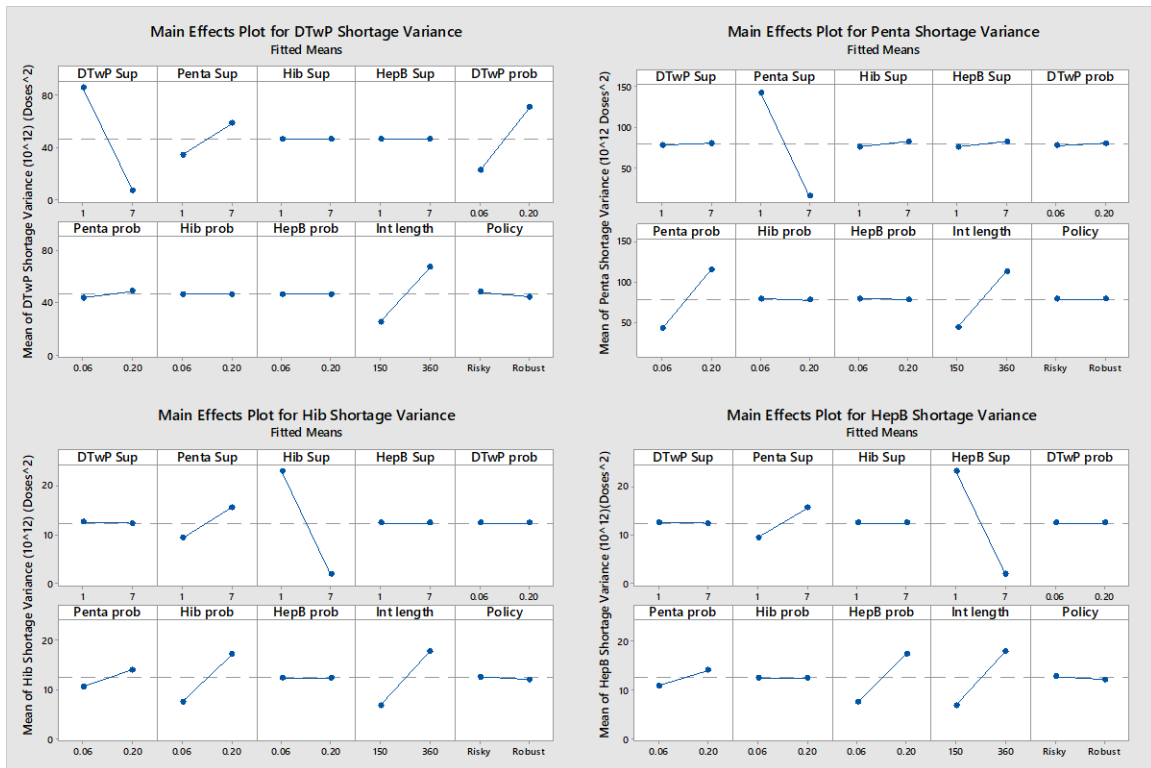 Main Effects Plot for DTwP Shortage Variance
Fitted Means
Mean of DTwP Shortage Variance (10^12) (Doses^2)
DTwP Sup Penta Sup Hib Sup HepB Sup DTwP prob
80
40
0
1 7 1 7 1 7 1 7 0.06 0.20
Penta prob Hib prob HepB prob Int length Policy
80
40
0
0.06 0.20 0.06 0.20 0.06 0.20 150 360 Risky Robust
Main Effects Plot for Penta Shortage Variance
Fitted Means
Mean of Penta Shortage Variance (10^12 Doses^2)
DTwP Sup Penta Sup Hib Sup HepB Sup DTwP prob
150
100
50
1 7 1 7 1 7 1 7 0.06 0.20
Penta prob Hib prob HepB prob Int length Policy
150
100
50
0.06 0.20 0.06 0.20 0.06 0.20 150 360 Risky Robust
Main Effects Plot for Hib Shortage Variance
Fitted Means
Mean of Hib Shortage Variance (10^12) (Doses^2)
DTwP Sup Penta Sup Hib Sup HepB Sup DTwP prob
20
10
0
1 7 1 7 1 7 1 7 0.06 0.20
Penta prob Hib prob HepB prob Int length Policy
20
10
0
0.06 0.20 0.06 0.20 0.06 0.20 150 360 Risky Robust
Main Effects Plot for HepB Shortage Variance
Fitted Means
Mean of HepB Shortage Variance (10^12)(Doses^2)
DTwP Sup Penta Sup Hib Sup HepB Sup DTwP prob
20
10
0
1 7 1 7 1 7 1 7 0.06 0.20
Penta prob Hib prob HepB prob Int length Policy
20
10
0
0.06 0.20 0.06 0.20 0.06 0.20 150 360 Risky Robust